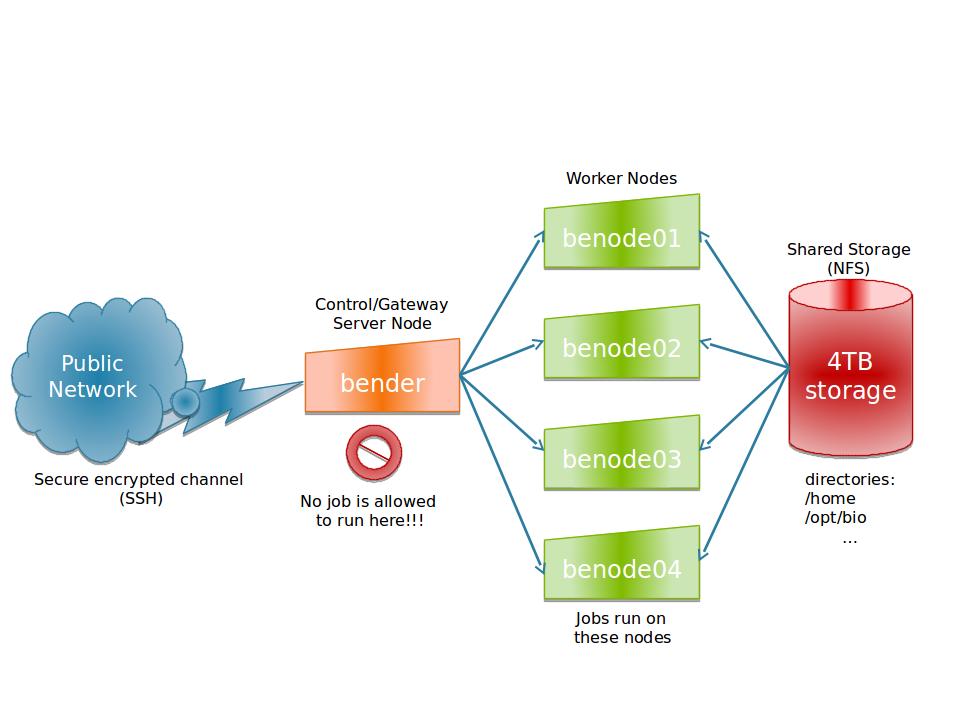 Public
Network
Secure encrypted channel
(SSH)
Control/Gateway
Server Node
bender
No job is allowed
to run here!!!
Worker Nodes
benode01
benode02
benode03
benode04
Jobs run on
these nodes
Shared Storage
(NFS)
4TB
storage
directories:
/home
/opt/bio
...